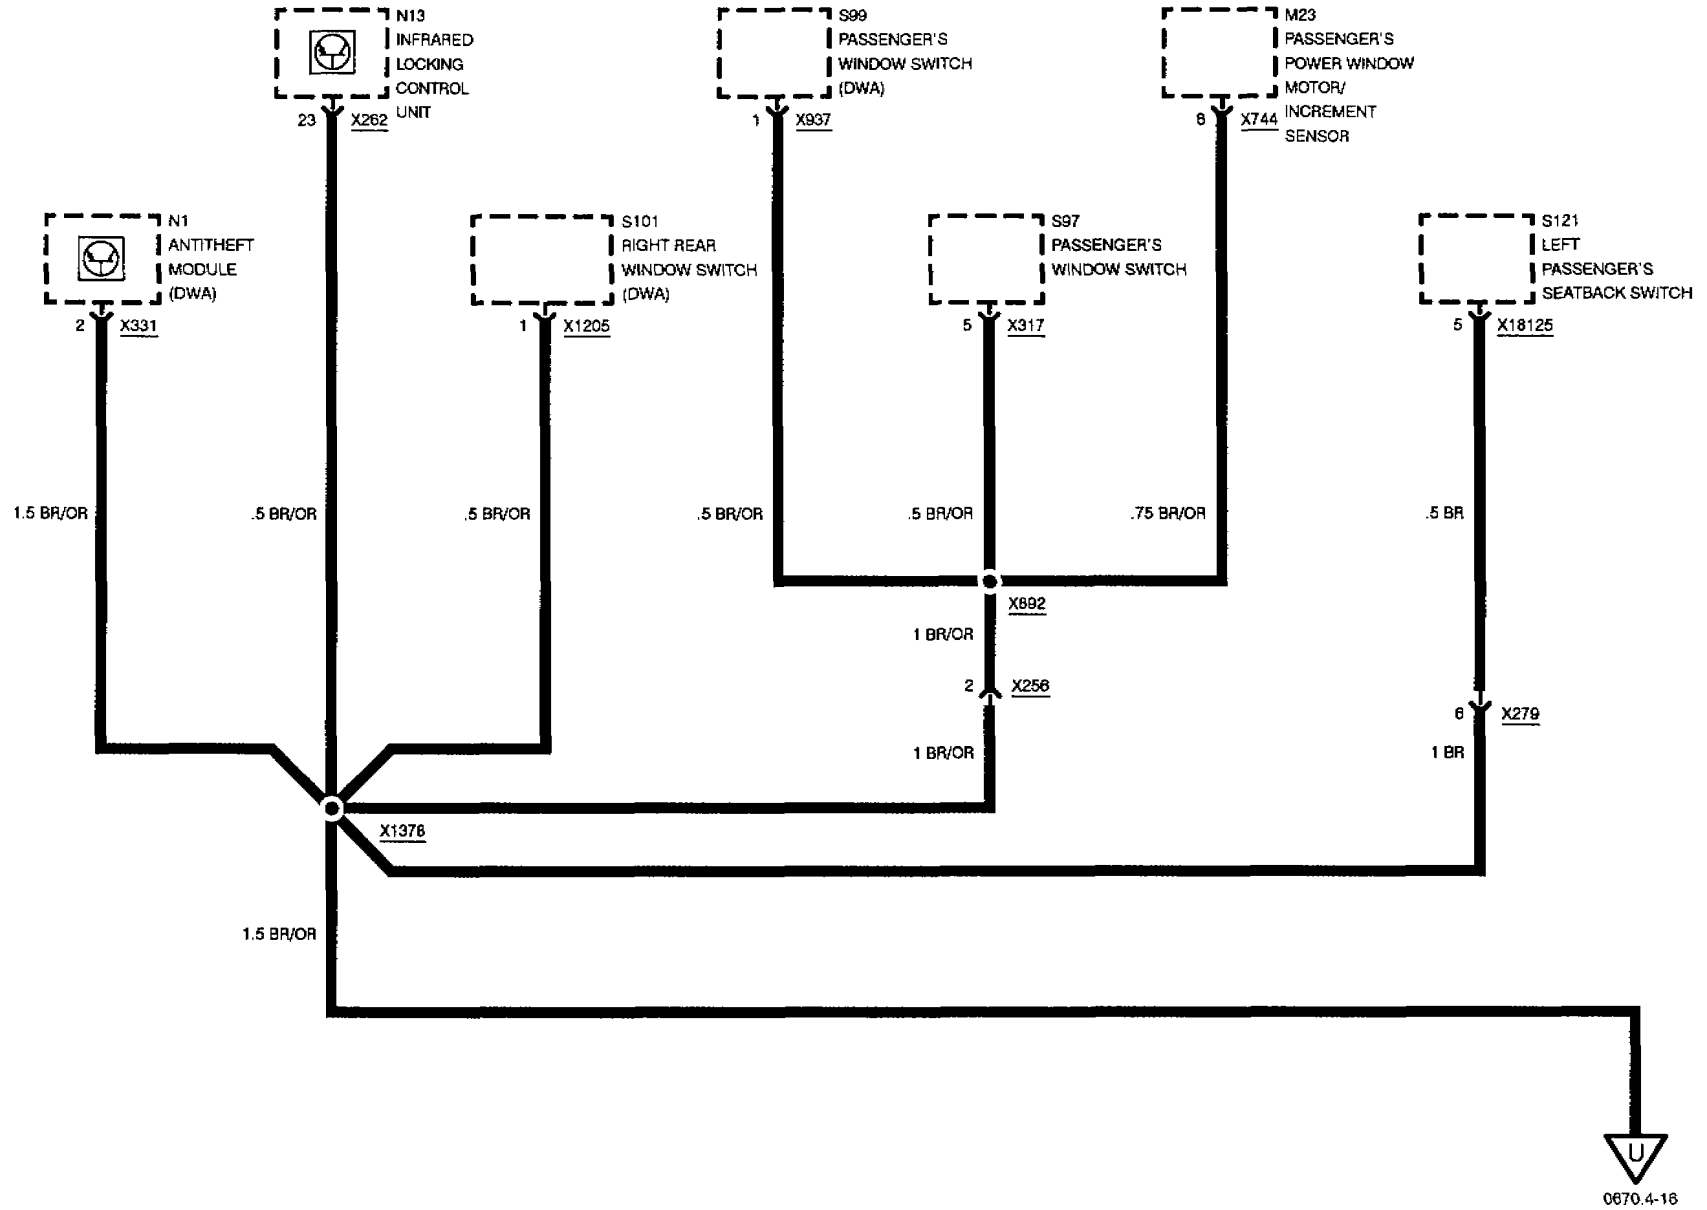 N13
INFRARED
LOCKING
CONTROL
UNIT
23
X262
S99
PASSENGER'S
WINDOW SWITCH
(DWA)
1
X937
M23
PASSENGER'S
POWER WINDOW
MOTOR/
INCREMENT
SENSOR
X744
N1
ANTITHEFT
MODULE
(DWA)
2
X331
S101
RIGHT REAR
WINDOW SWITCH
(DWA)
1
X1205
S97
PASSENGER'S
WINDOW SWITCH
5
X317
S121
LEFT
PASSENGER'S
SEATBACK SWITCH
5
X18125
1.5 BR/OR
.5 BR/OR
.5 BR/OR
.5 BR/OR
.5 BR/OR
.75 BR/OR
.5 BR
X692
1 BR/OR
2
X256
6
X279
1 BR/OR
1 BR
X1378
1.5 BR/OR
U
0670.4-16